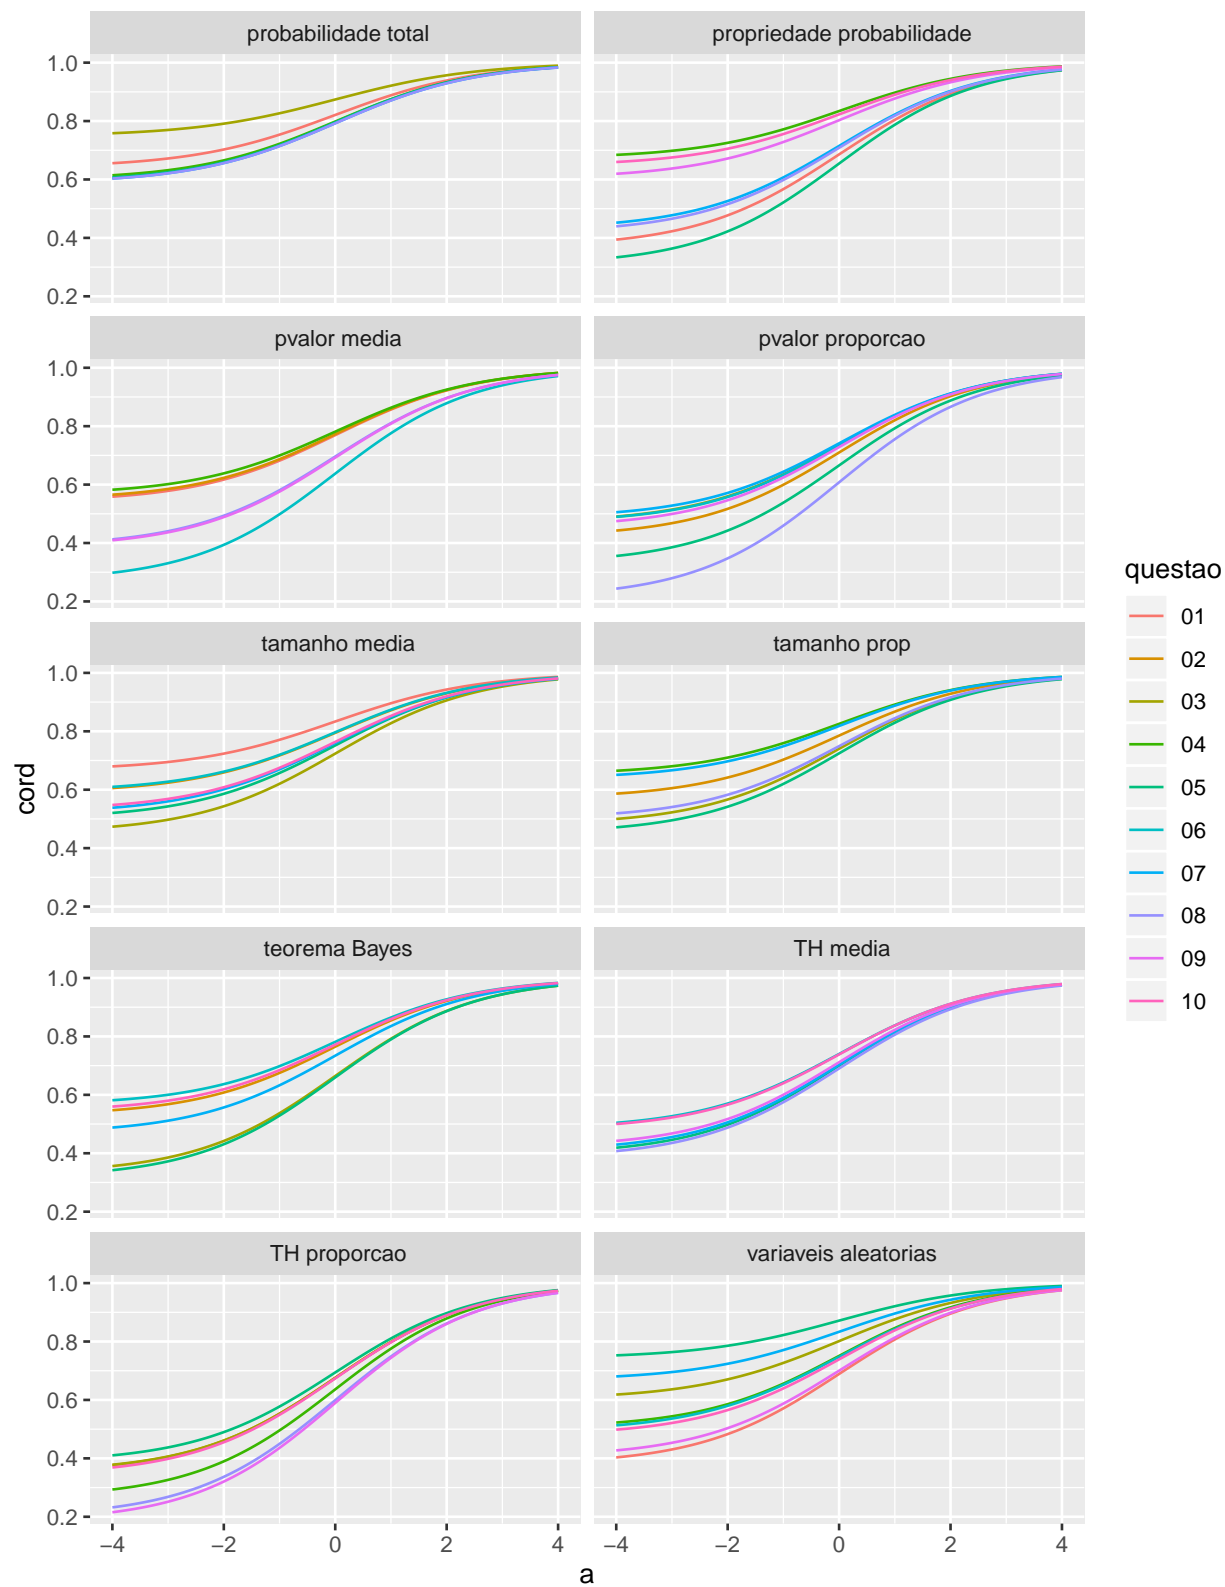 probabilidade total
propriedade probabilidade
1.0
0.8
0.6
0.4
0.2
pvalor media
pvalor proporcao
1.0
0.8
0.6
0.4
0.2
tamanho media
tamanho prop
1.0
0.8
0.6
0.4
0.2
teorema Bayes
TH media
1.0
0.8
0.6
0.4
0.2
TH proporcao
variaveis aleatorias
1.0
0.8
0.6
0.4
0.2
−4 −2 0 2 4
−4 −2 0 2 4
a
cord
questao
01
02
03
04
05
06
07
08
09
10